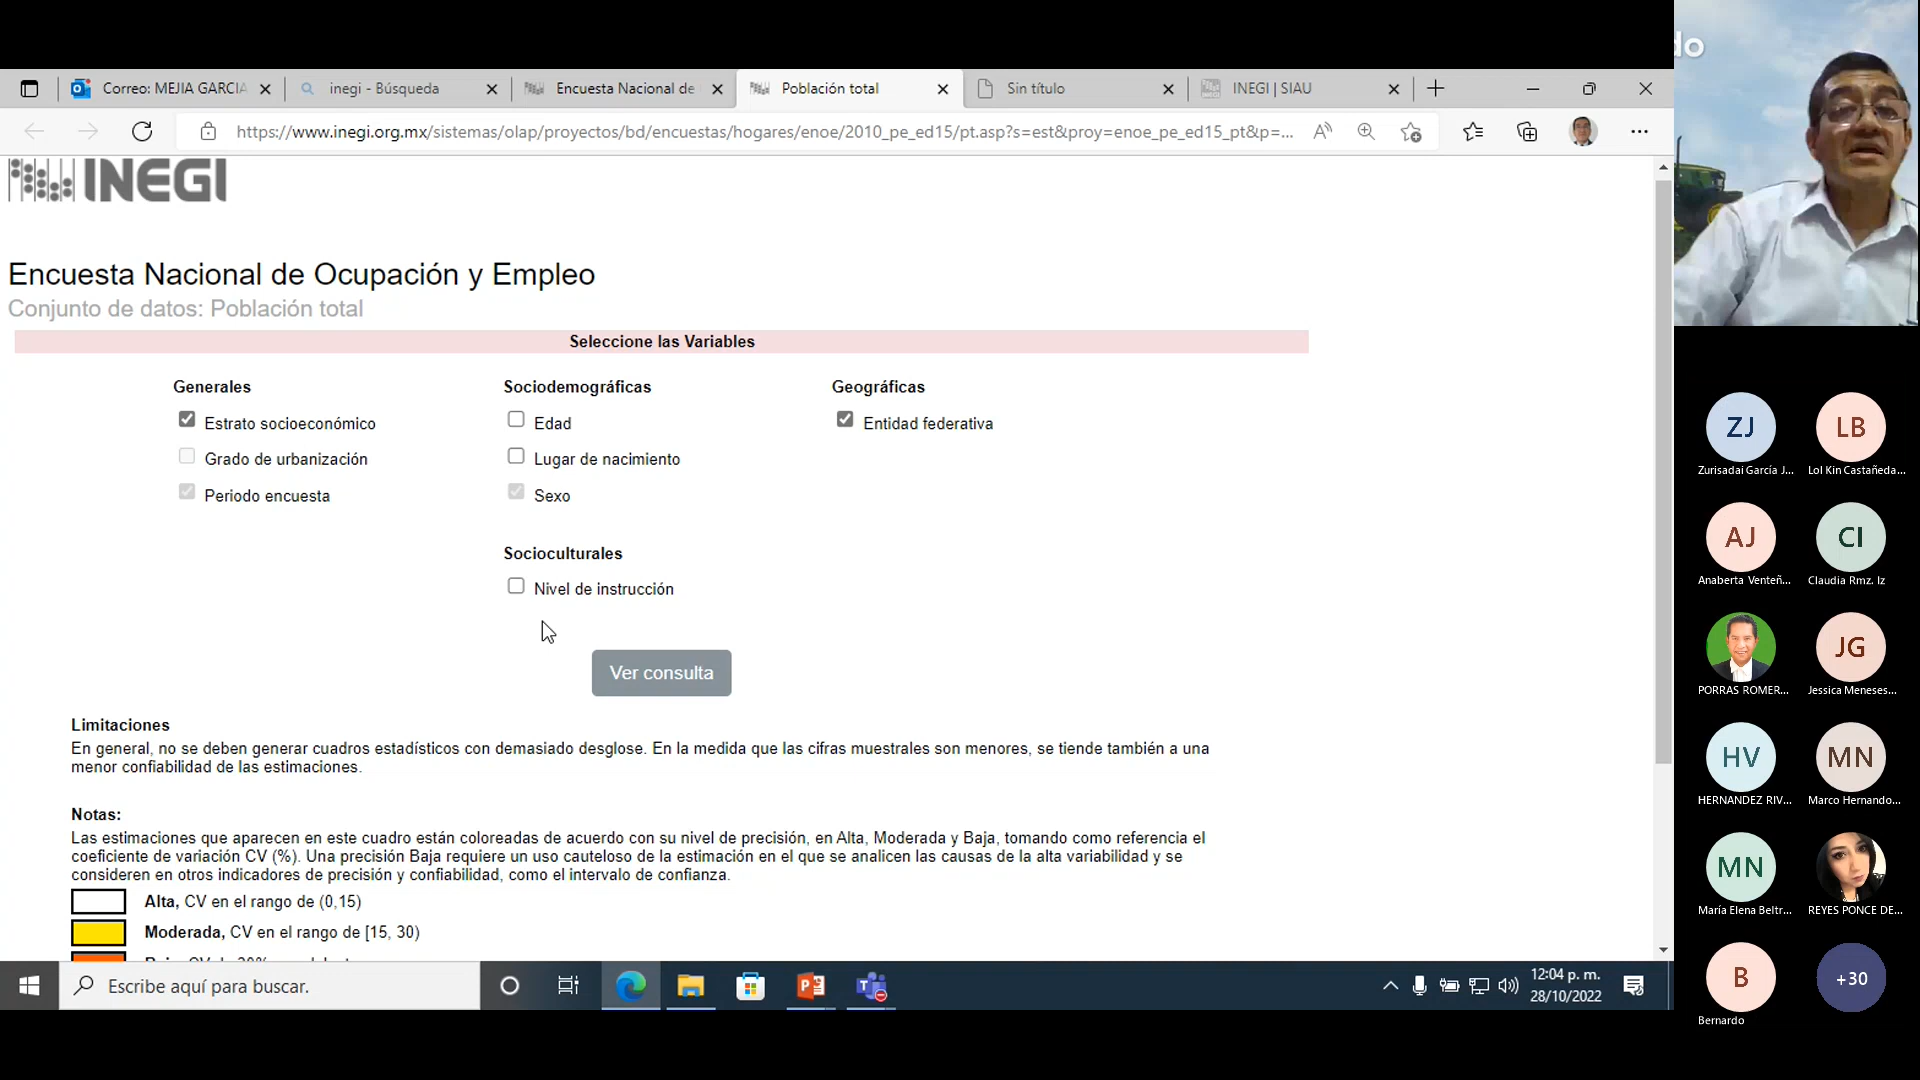 Correo: MEJIA GARCIA
inegi - Búsqueda
Encuesta Nacional de
Población total
Sin título
INEGI | SIAU
https://www.inegi.org.mx/sistemas/olap/proyectos/bd/encuestas/hogares/enoe/2010_pe_ed15/pt.asp?s=est&proy=enoe_pe_ed15_pt&p=...
INEGI
Encuesta Nacional de Ocupación y Empleo
Conjunto de datos: Población total
Seleccione las Variables
Generales
Estrato socioeconómico
Grado de urbanización
Periodo encuesta
Sociodemográficas
Edad
Lugar de nacimiento
Sexo
Socioculturales
Nivel de instrucción
Geográficas
Entidad federativa
Ver consulta
Limitaciones
En general, no se deben generar cuadros estadísticos con demasiado desglose. En la medida que las cifras muestrales son menores, se tiende también a una
menor confiabilidad de las estimaciones.
Notas:
Las estimaciones que aparecen en este cuadro están coloreadas de acuerdo con su nivel de precisión, en Alta, Moderada y Baja, tomando como referencia el
coeficiente de variación CV (%). Una precisión Baja requiere un uso cauteloso de la estimación en el que se analicen las causas de la alta variabilidad y se
consideren en otros indicadores de precisión y confiabilidad, como el intervalo de confianza.
Alta, CV en el rango de (0,15)
Moderada, CV en el rango de [15, 30)
Escribe aquí para buscar.
12:04 p. m.
28/10/2022
do
ZJ
Zurisadai García J...
LB
Lol Kin Castañeda...
AJ
Anaberta Venteñ...
CI
Claudia Rmz. Iz
PORRAS ROMER...
JG
Jessica Meneses...
HV
HERNANDEZ RIV...
MN
Marco Hernando...
MN
María Elena Beltr...
REYES PONCE DE...
B
Bernardo
+30